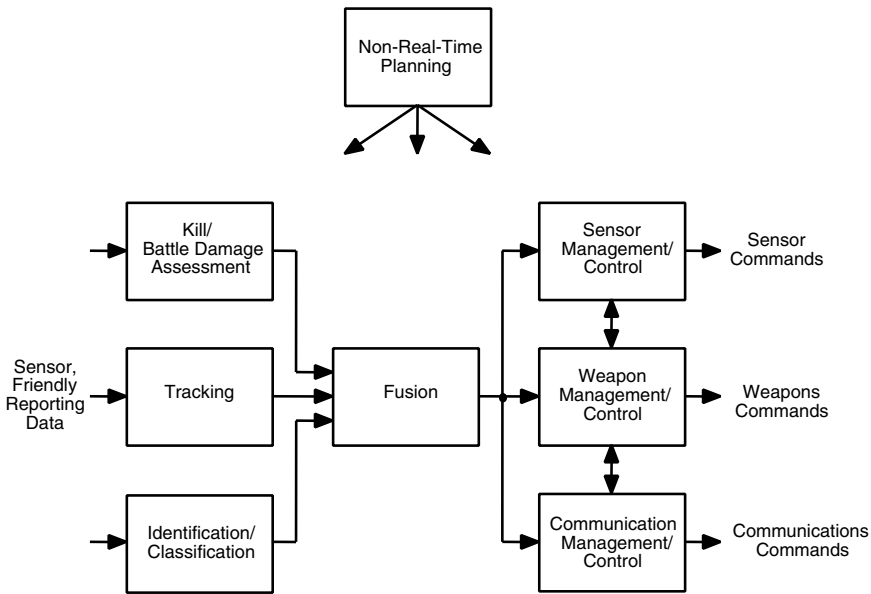 Non-Real-Time
Planning
Kill/
Battle Damage
Assessment
Sensor
Management/
Control
Sensor
Commands
Sensor,
Friendly
Reporting
Data
Tracking
Fusion
Weapon
Management/
Control
Weapons
Commands
Identification/
Classification
Communication
Management/
Control
Communications
Commands